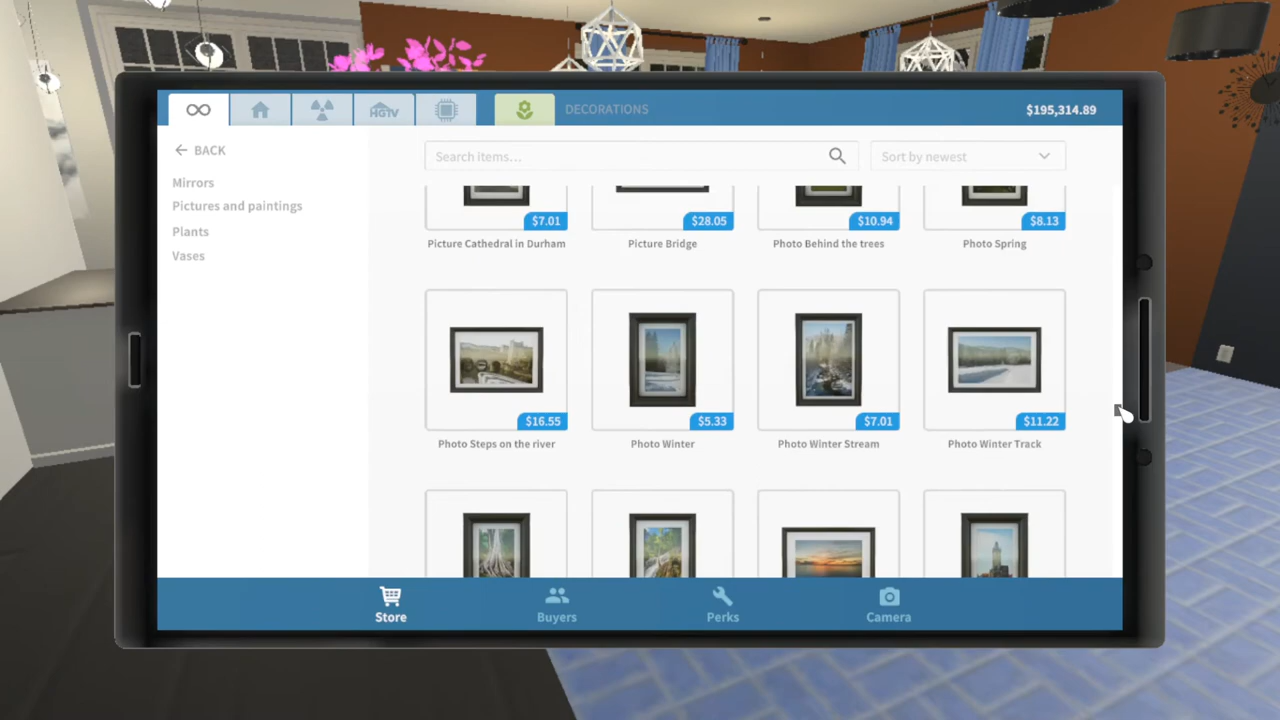 HGTV
DECORATIONS
$195,314.89
BACK
Search items...
Sort by newest
Mirrors
Pictures and paintings
Plants
Vases
$7.01
$28.05
$10.94
$8.13
Picture Cathedral in Durham
Picture Bridge
Photo Behind the trees
Photo Spring
$16.55
$5.33
$7.01
$11.22
Photo Steps on the river
Photo Winter
Photo Winter Stream
Photo Winter Track
Store
Buyers
Perks
Camera